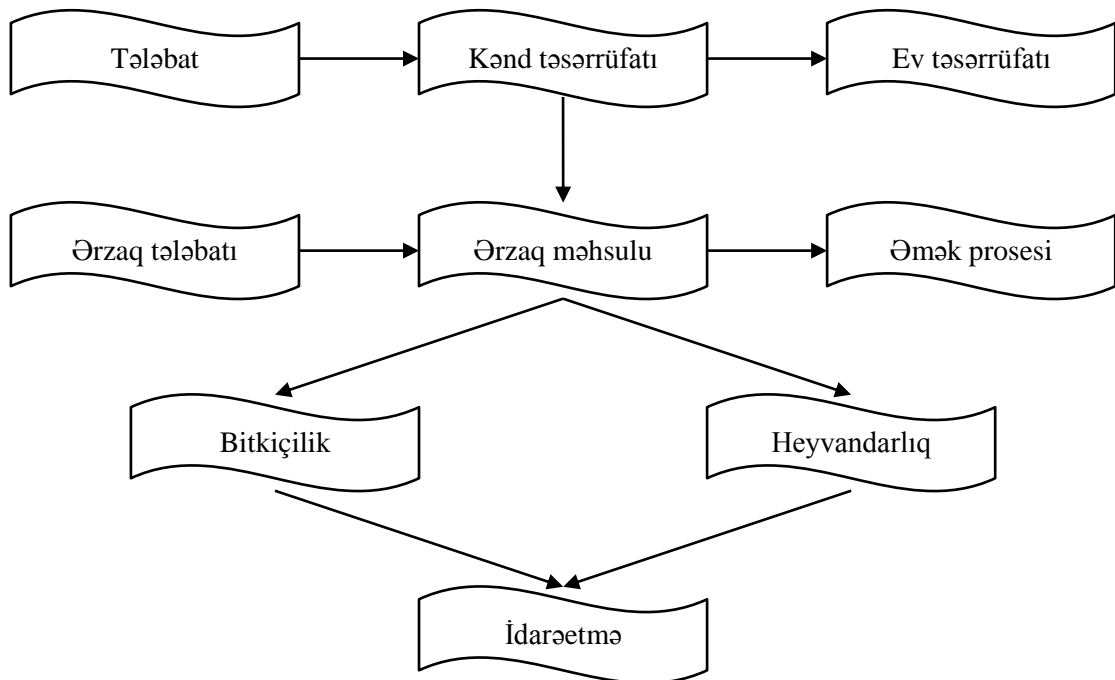 Tələbat
Kənd təsərrüfatı
Ev təsərrüfatı
Ərzaq tələbatı
Ərzaq məhsulu
Əmək prosesi
Bitkiçilik
Heyvandarlıq
İdarəetmə